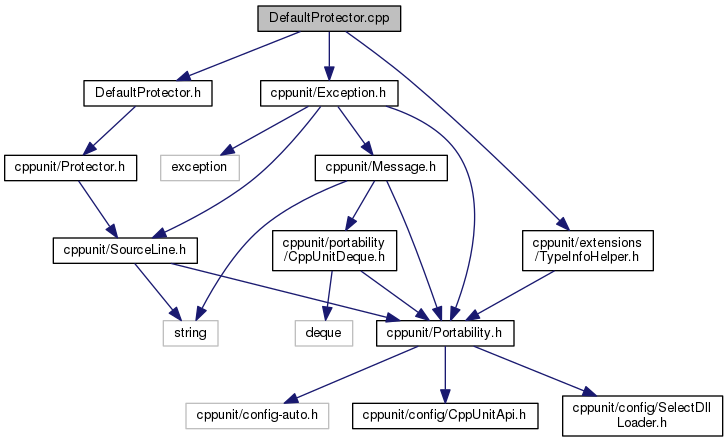 DefaultProtector.cpp
DefaultProtector.h
cppunit/Exception.h
cppunit/Protector.h
exception
cppunit/Message.h
cppunit/SourceLine.h
cppunit/portability
/CppUnitDeque.h
cppunit/extensions
/TypeInfoHelper.h
string
deque
cppunit/Portability.h
cppunit/config-auto.h
cppunit/config/CppUnitApi.h
cppunit/config/SelectDll
Loader.h